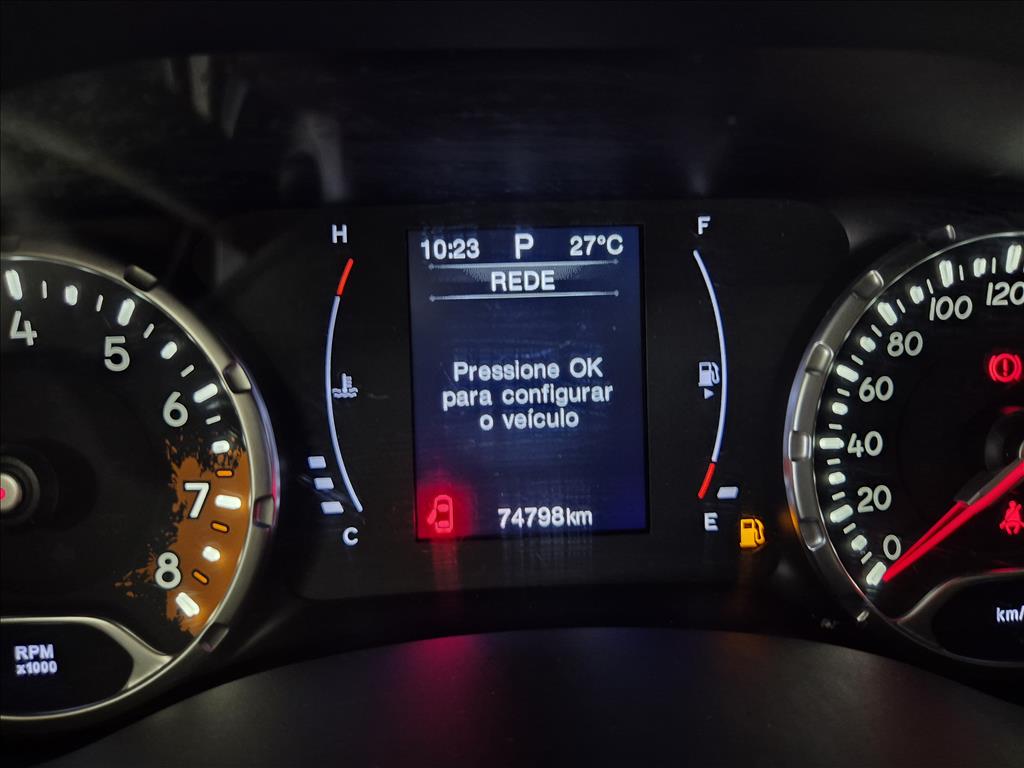 H
F
10:23 P 27°C
REDE
4
5
6
7
8
RPM
x1000
Pressione OK
para configurar
o veículo
74798km
C
E
120
100
80
60
40
20
0
km/